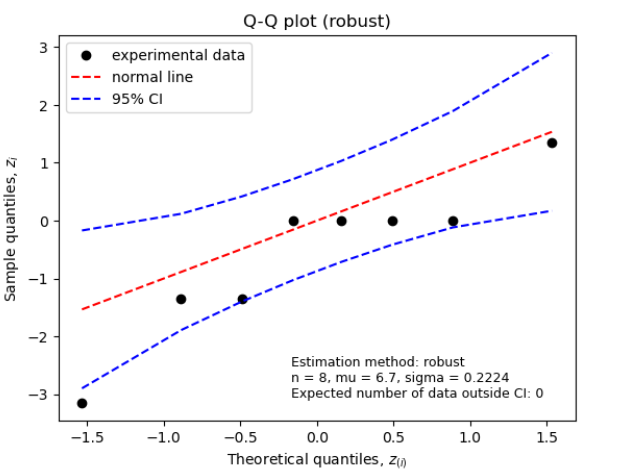 Q-Q plot (robust)
experimental data
normal line
95% CI
Sample quantiles, zᵢ
3
2
1
0
−1
−2
−3
Estimation method: robust
n = 8, mu = 6.7, sigma = 0.2224
Expected number of data outside CI: 0
−1.5 −1.0 −0.5 0.0 0.5 1.0 1.5
Theoretical quantiles, z₍ᵢ₎